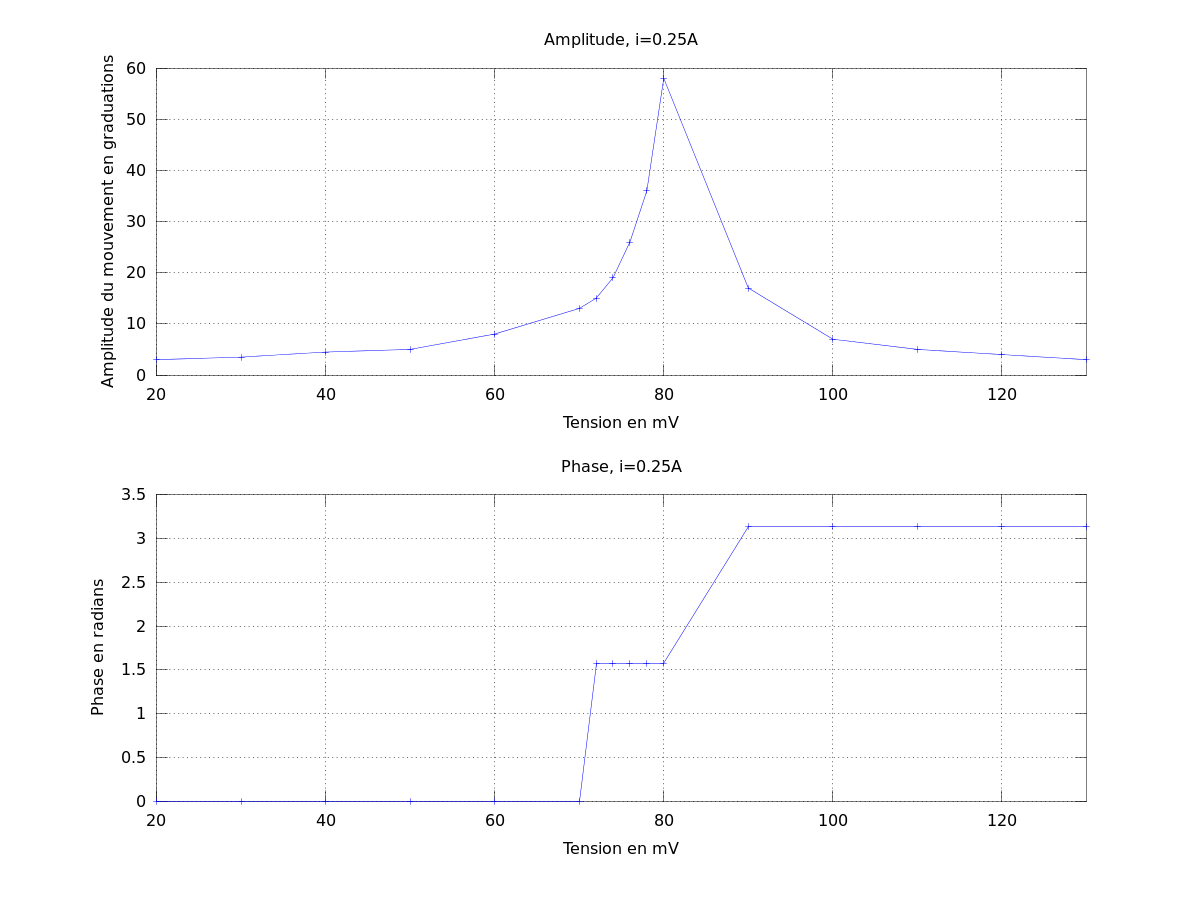 Amplitude, i=0.25A
Amplitude du mouvement en graduations
60
50
40
30
20
10
0
20 40 60 80 100 120
Tension en mV
Phase, i=0.25A
Phase en radians
3.5
3
2.5
2
1.5
1
0.5
0
20 40 60 80 100 120
Tension en mV